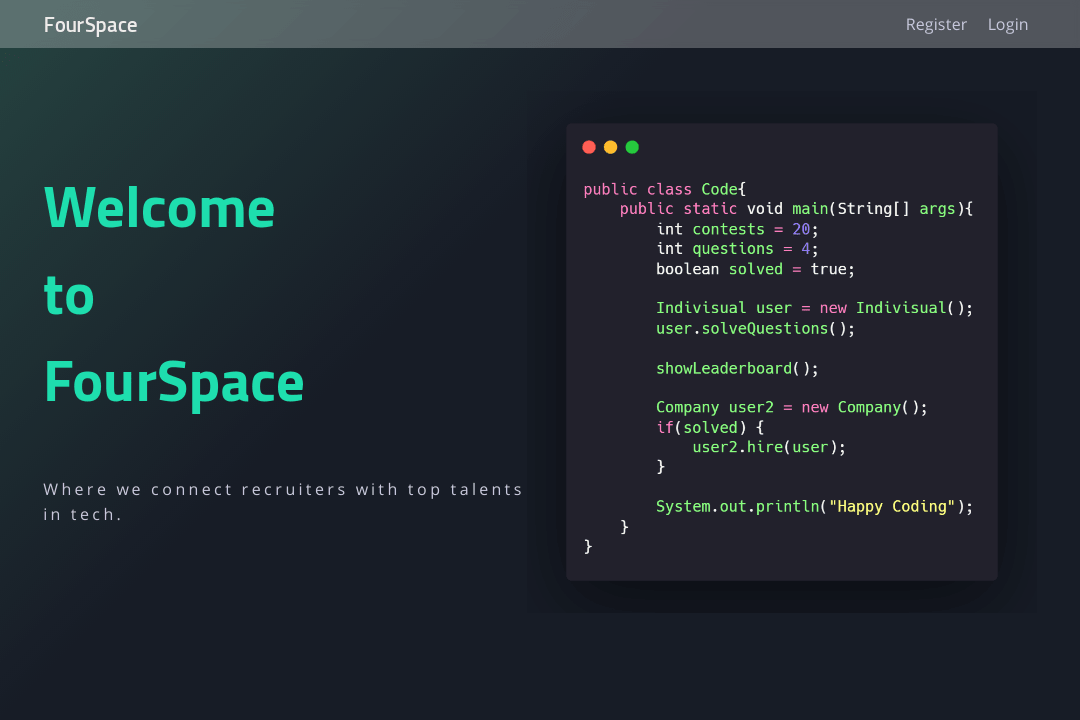 FourSpace
Register Login
Welcome
to
FourSpace
Where we connect recruiters with top talents
in tech.
public class Code{
    public static void main(String[] args){
        int contests = 20;
        int questions = 4;
        boolean solved = true;
        Indivisual user = new Indivisual();
        user.solveQuestions();
        showLeaderboard();
        Company user2 = new Company();
        if(solved) {
            user2.hire(user);
        }
        System.out.println("Happy Coding");
    }
}